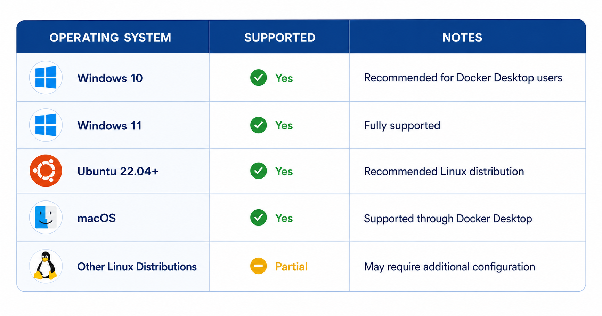 OPERATING SYSTEM SUPPORTED NOTES
Windows 10 Yes Recommended for Docker Desktop users
Windows 11 Yes Fully supported
Ubuntu 22.04+ Yes Recommended Linux distribution
macOS Yes Supported through Docker Desktop
Other Linux Distributions Partial May require additional configuration